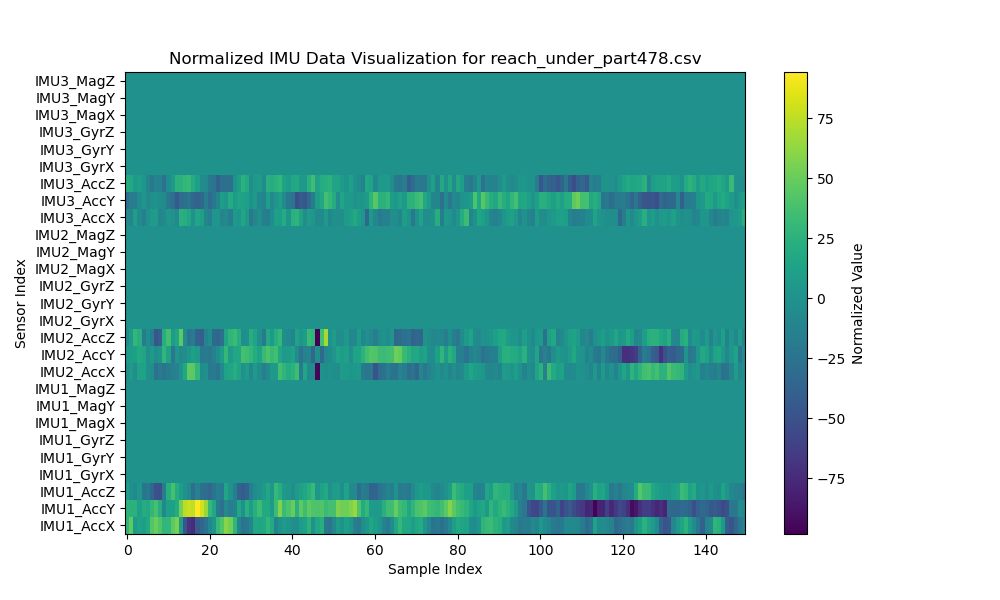 Normalized IMU Data Visualization for reach_under_part478.csv
IMU3_MagZ
IMU3_MagY
IMU3_MagX
IMU3_GyrZ
IMU3_GyrY
IMU3_GyrX
IMU3_AccZ
IMU3_AccY
IMU3_AccX
IMU2_MagZ
IMU2_MagY
IMU2_MagX
IMU2_GyrZ
IMU2_GyrY
IMU2_GyrX
IMU2_AccZ
IMU2_AccY
IMU2_AccX
IMU1_MagZ
IMU1_MagY
IMU1_MagX
IMU1_GyrZ
IMU1_GyrY
IMU1_GyrX
IMU1_AccZ
IMU1_AccY
IMU1_AccX
Sensor Index
0 20 40 60 80 100 120 140
Sample Index
75
50
25
0
−25
−50
−75
Normalized Value